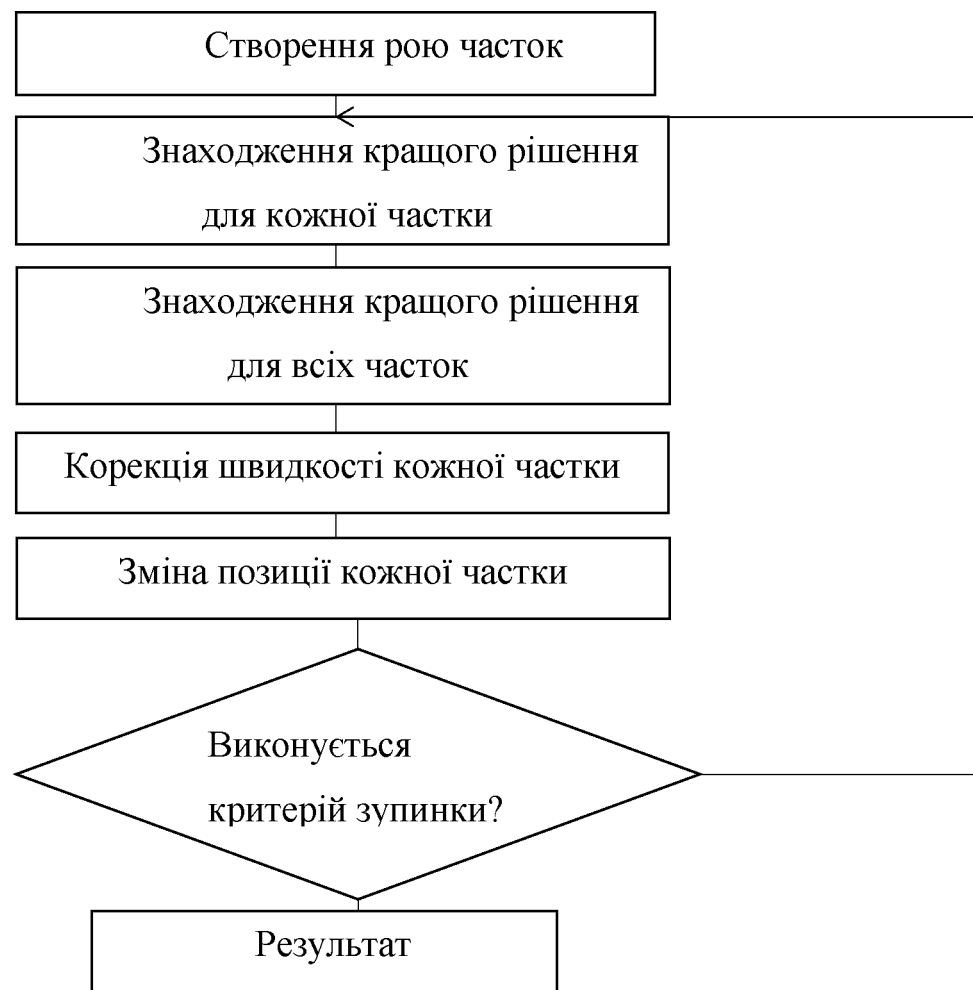 Створення рою часток
Знаходження кращого рішення
для кожної частки
Знаходження кращого рішення
для всіх часток
Корекція швидкості кожної частки
Зміна позиції кожної частки
Виконується
критерій зупинки?
Результат